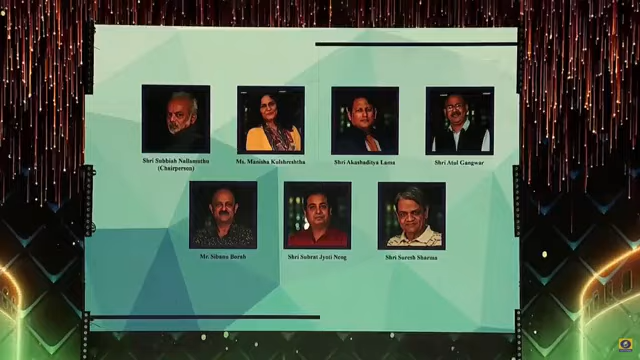 Shri Subbiah Nallamuthu
(Chairperson)
Ms. Manisha Kulshreshtha
Shri Akashaditya Lama
Shri Atul Gangwar
Mr. Sibanu Borah
Shri Suhrat Jyoti Neog
Shri Suresh Sharma